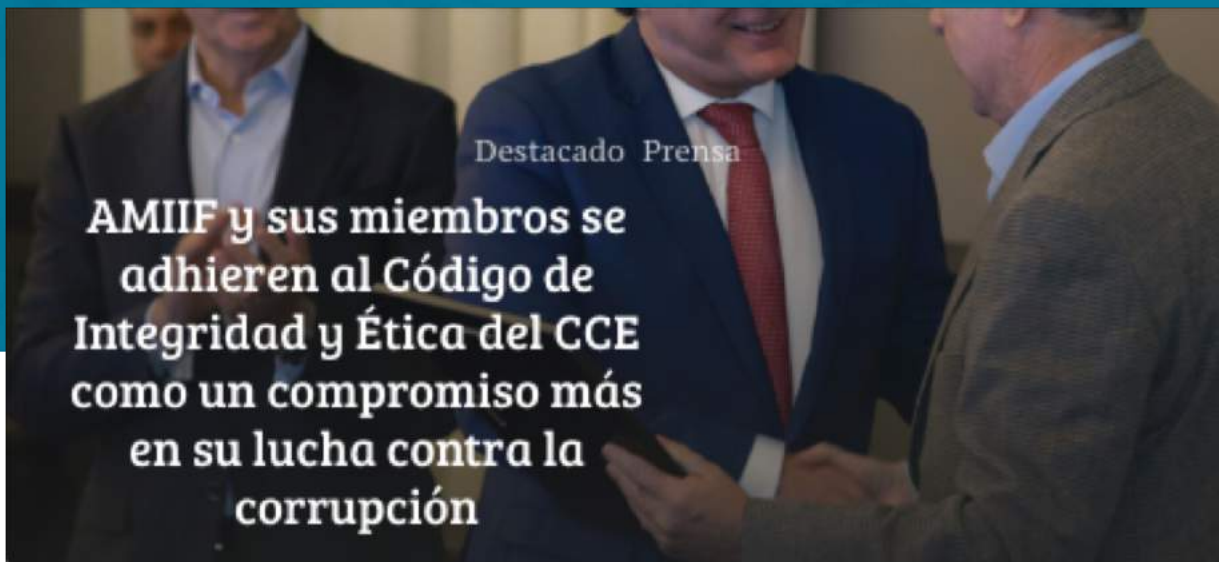 Destacado Prensa
AMIIF y sus miembros se
adhieren al Código de
Integridad y Ética del CCE
como un compromiso más
en su lucha contra la
corrupción